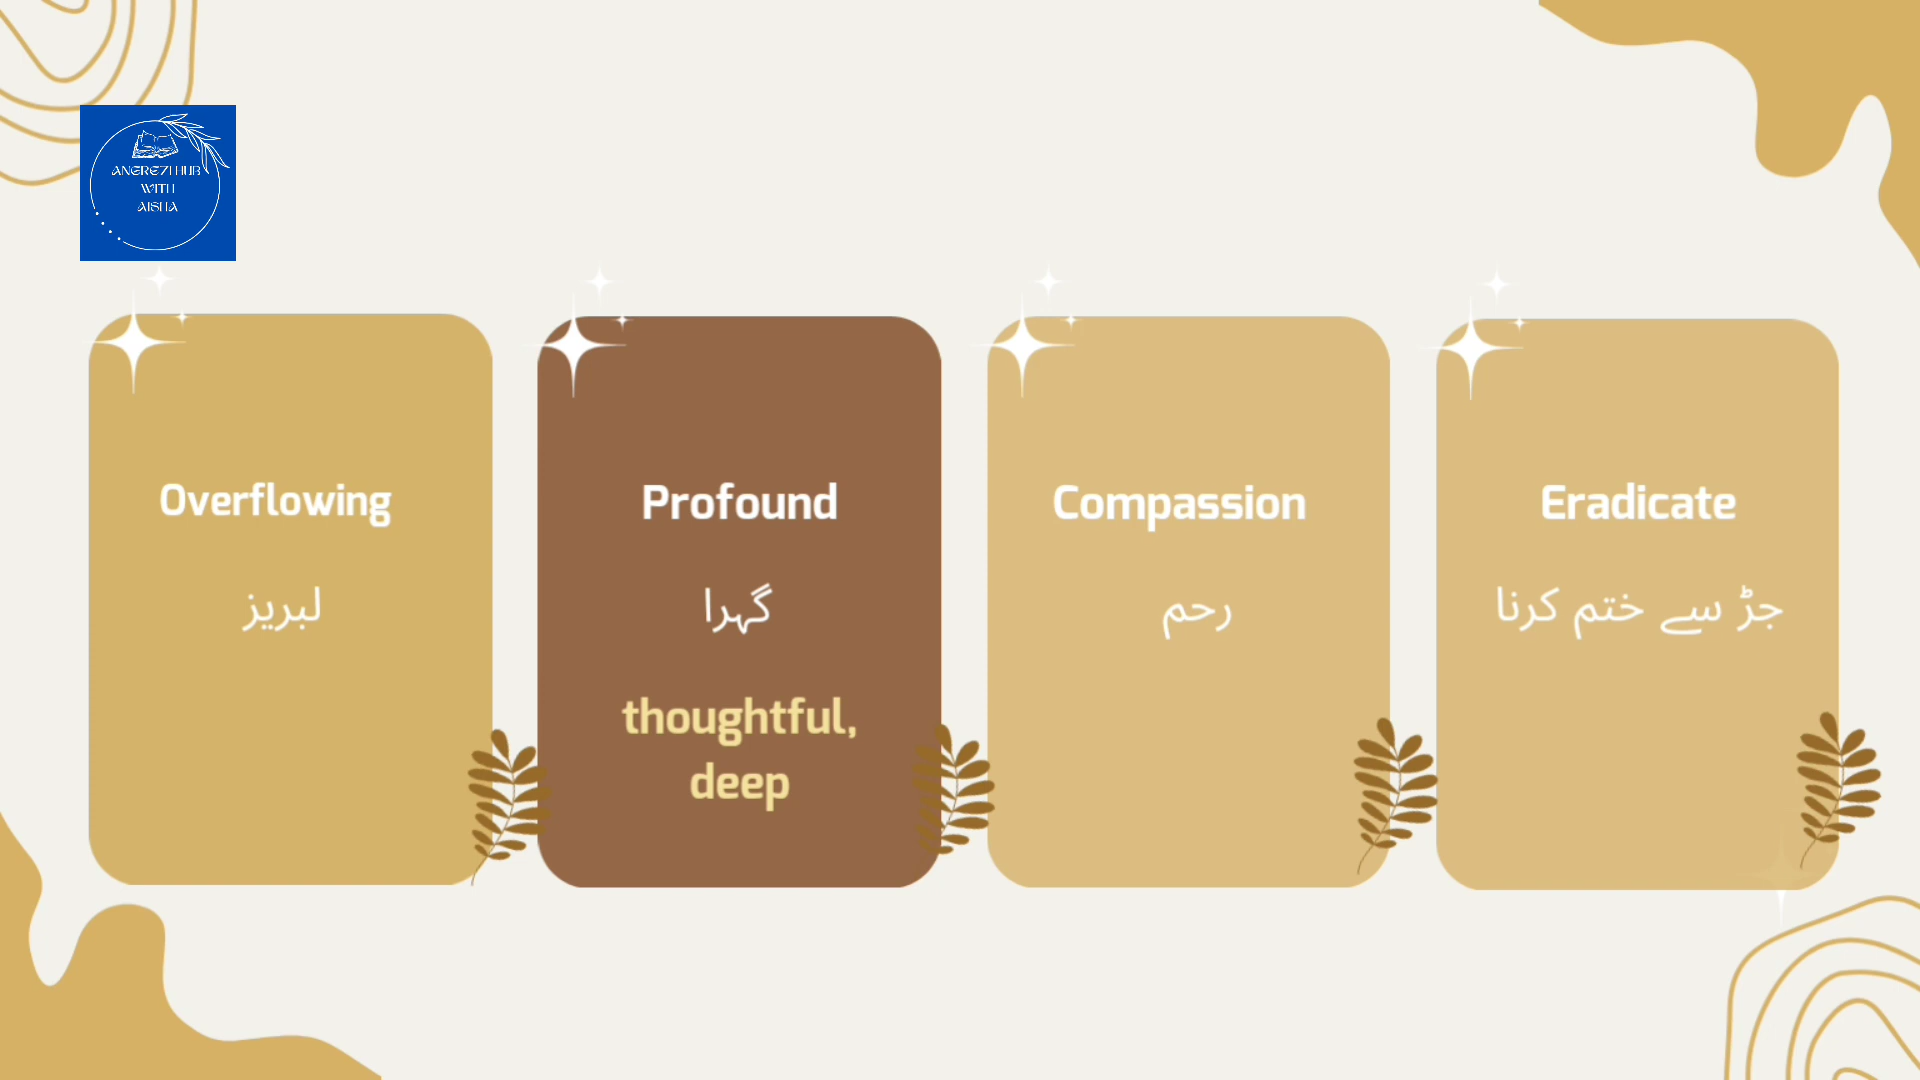 ANGREZI HUB
WITH
AISHA
Overflowing
لبریز
Profound
گہرا
thoughtful,
deep
Compassion
رحم
Eradicate
جڑ سے ختم کرنا